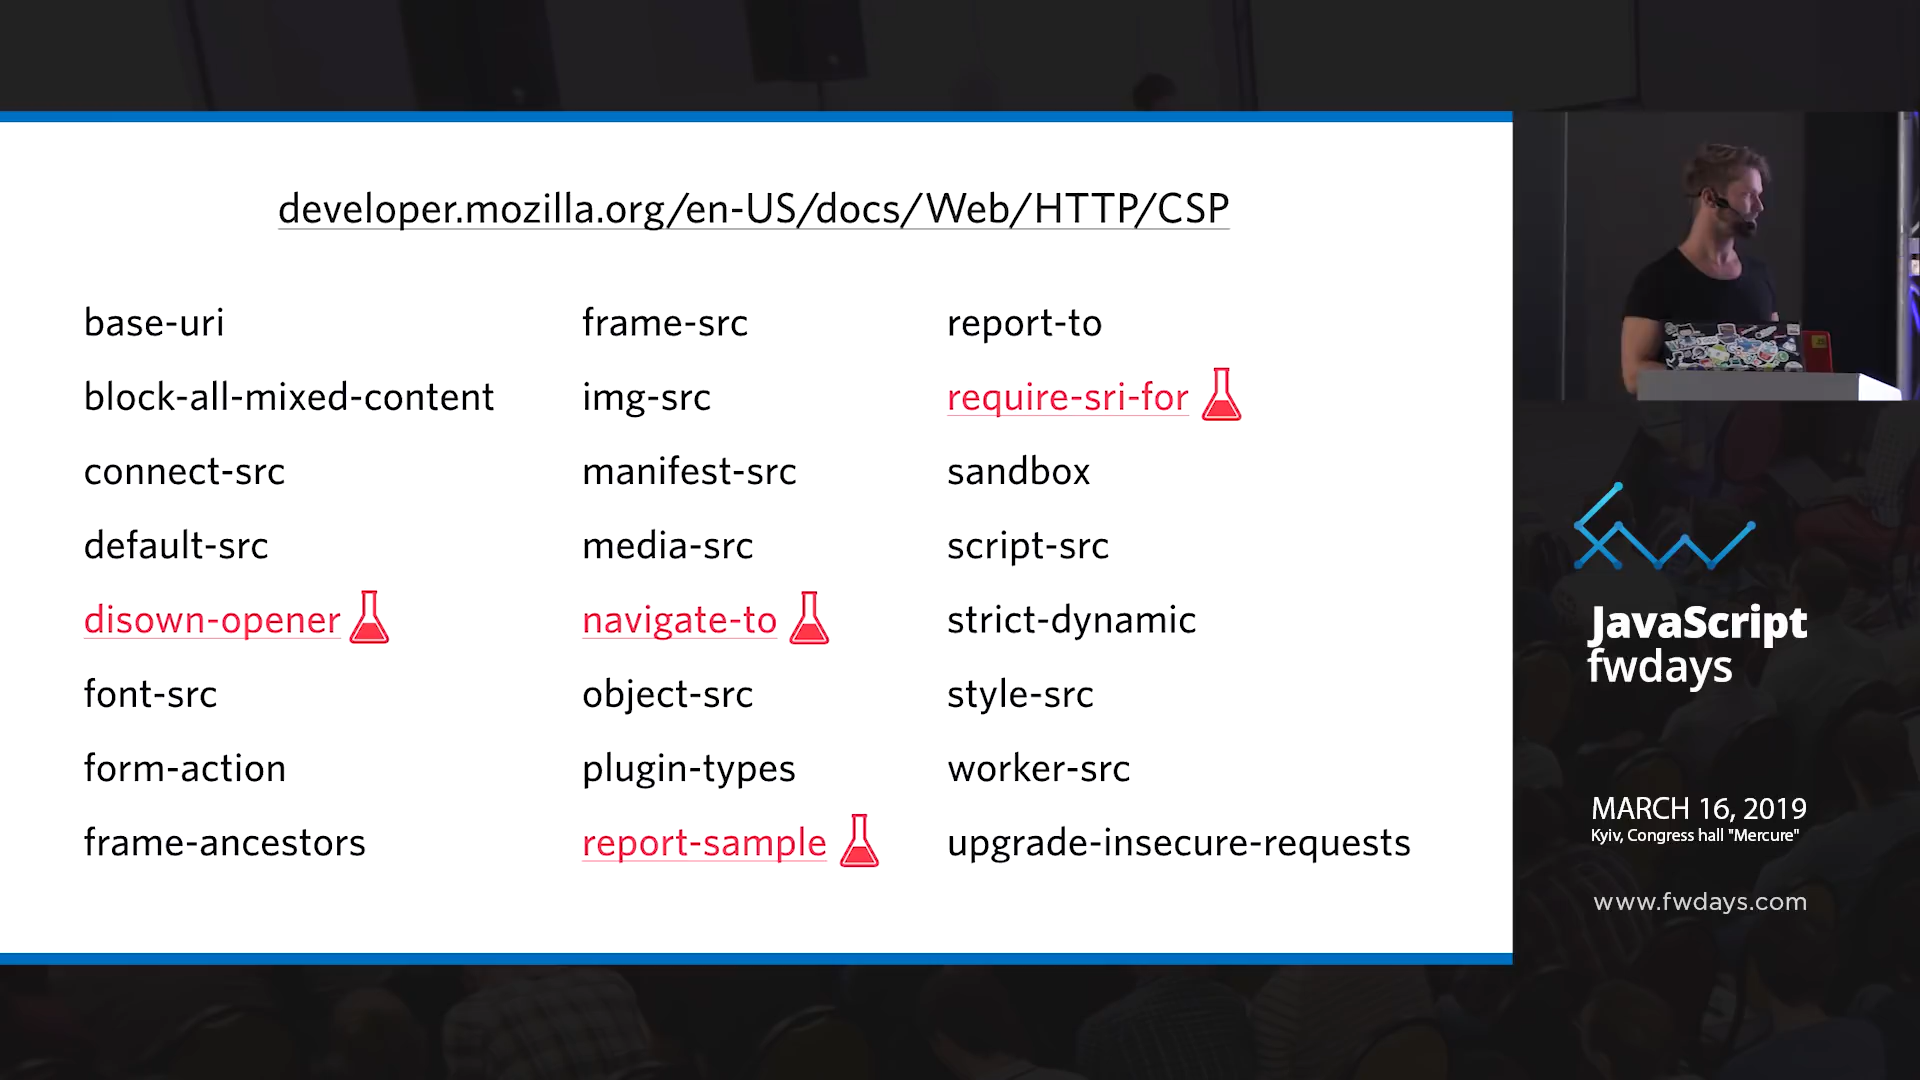 developer.mozilla.org/en-US/docs/Web/HTTP/CSP
base-uri
block-all-mixed-content
connect-src
default-src
disown-opener
font-src
form-action
frame-ancestors
frame-src
img-src
manifest-src
media-src
navigate-to
object-src
plugin-types
report-sample
report-to
require-sri-for
sandbox
script-src
strict-dynamic
style-src
worker-src
upgrade-insecure-requests
JavaScript
fwdays
MARCH 16, 2019
Kyiv, Congress hall "Mercure"
www.fwdays.com